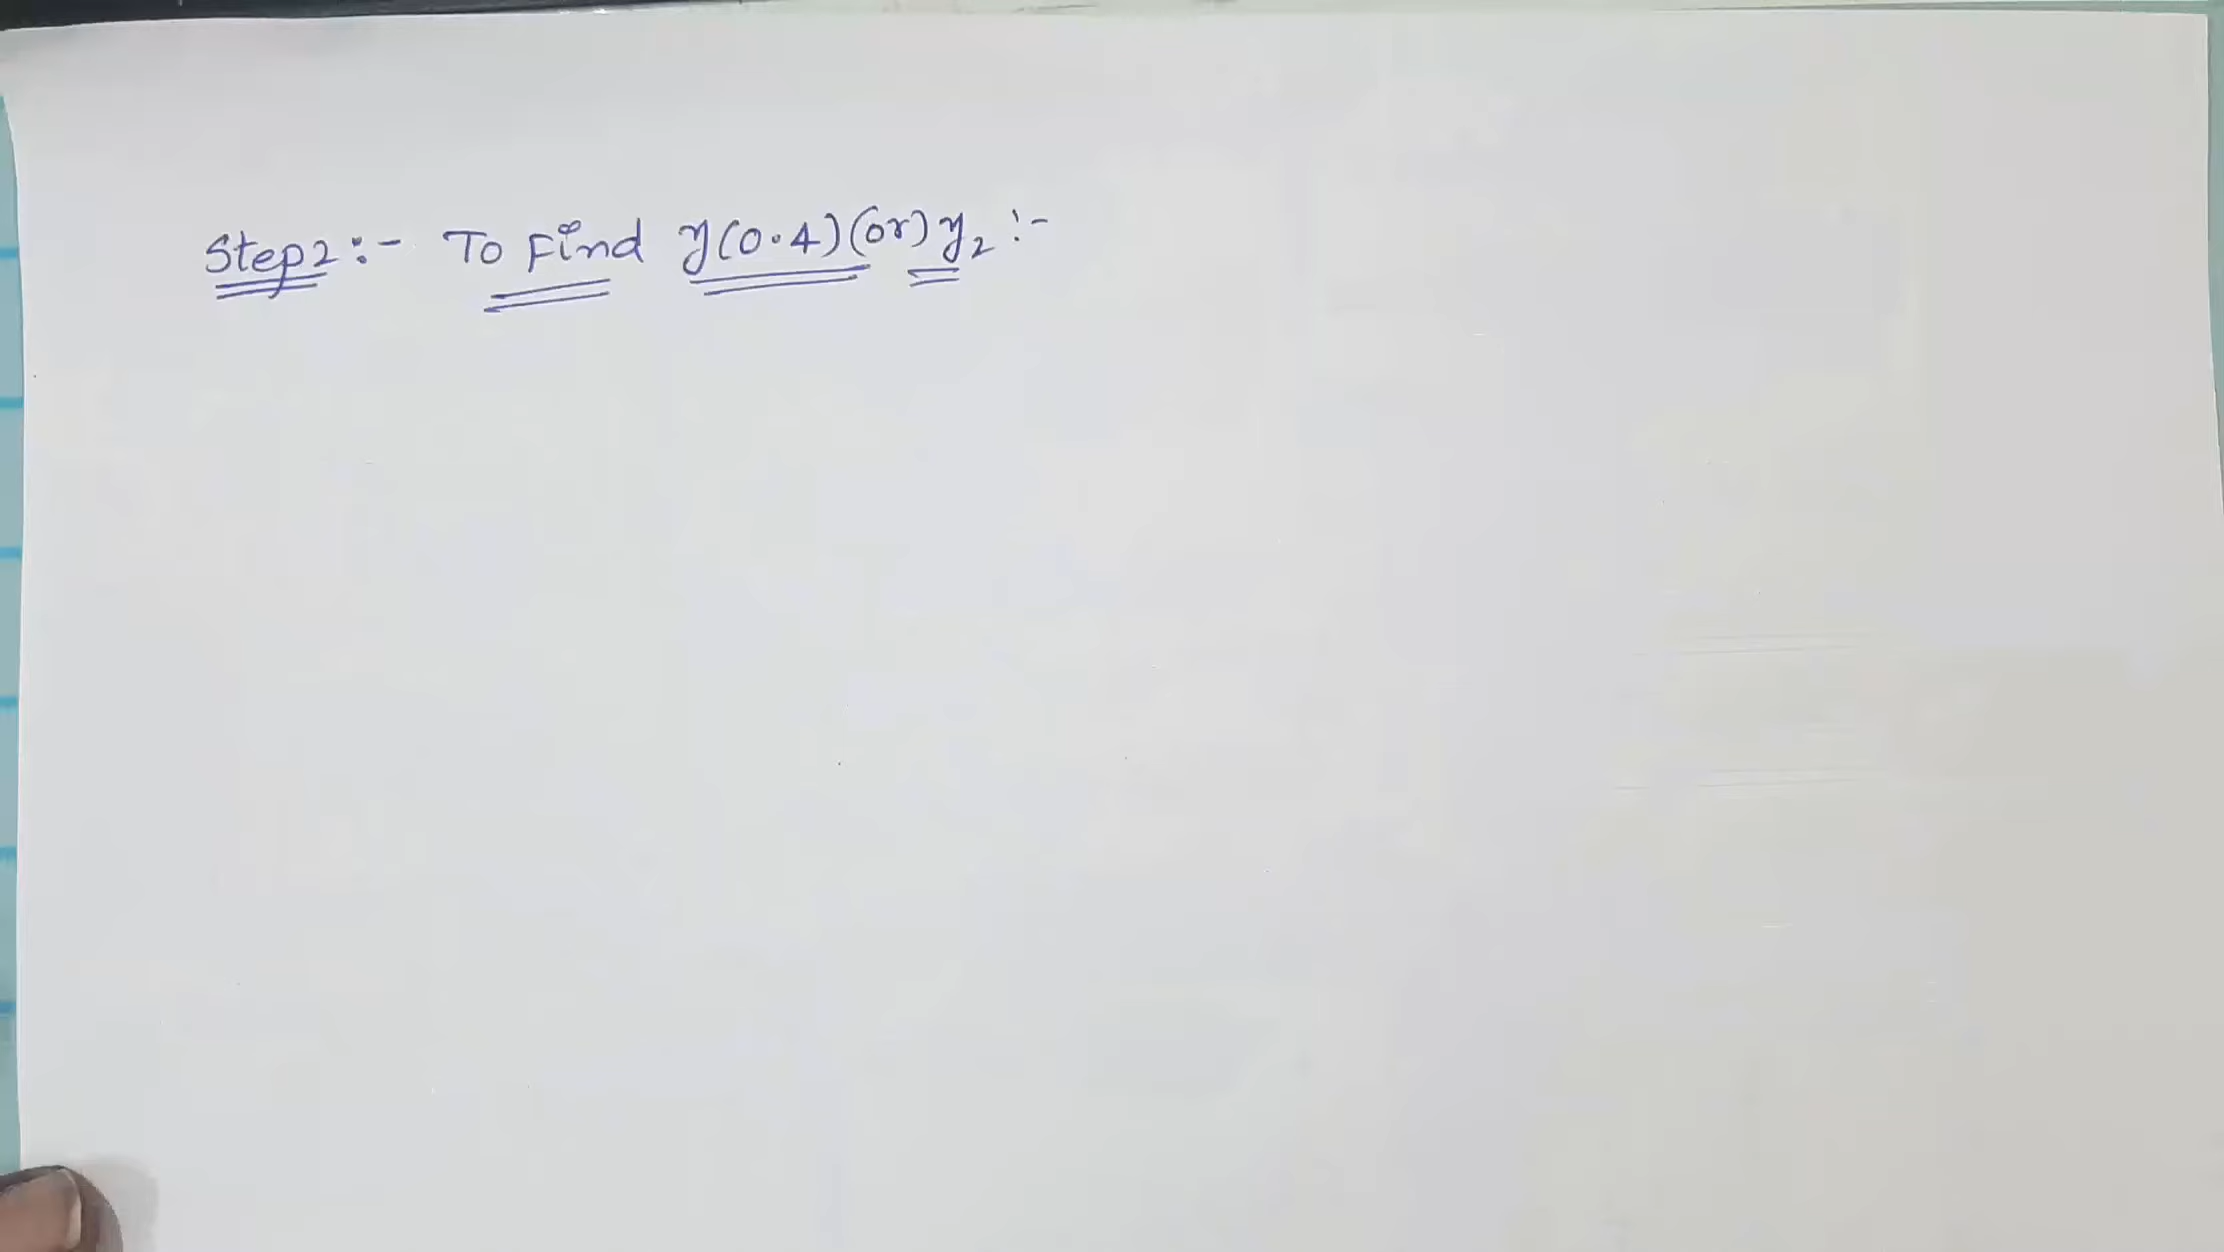 Step2:- To Find y(0.4)(or) y₂:-